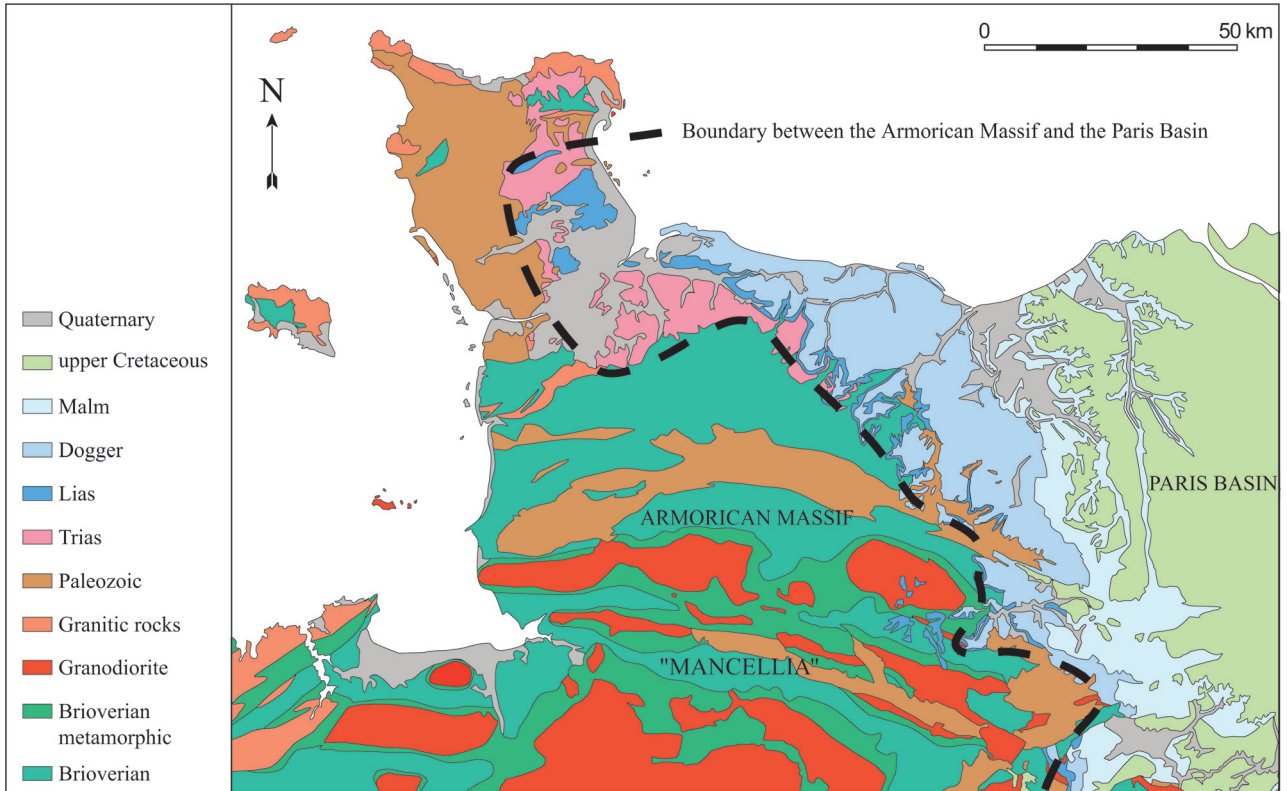 0
50 km
N
Boundary between the Armorican Massif and the Paris Basin
Quaternary
upper Cretaceous
Malm
Dogger
Lias
Trias
Paleozoic
Granitic rocks
Granodiorite
Brioverian
metamorphic
Brioverian
PARIS BASIN
ARMORICAN MASSIF
"MANCELLIA"